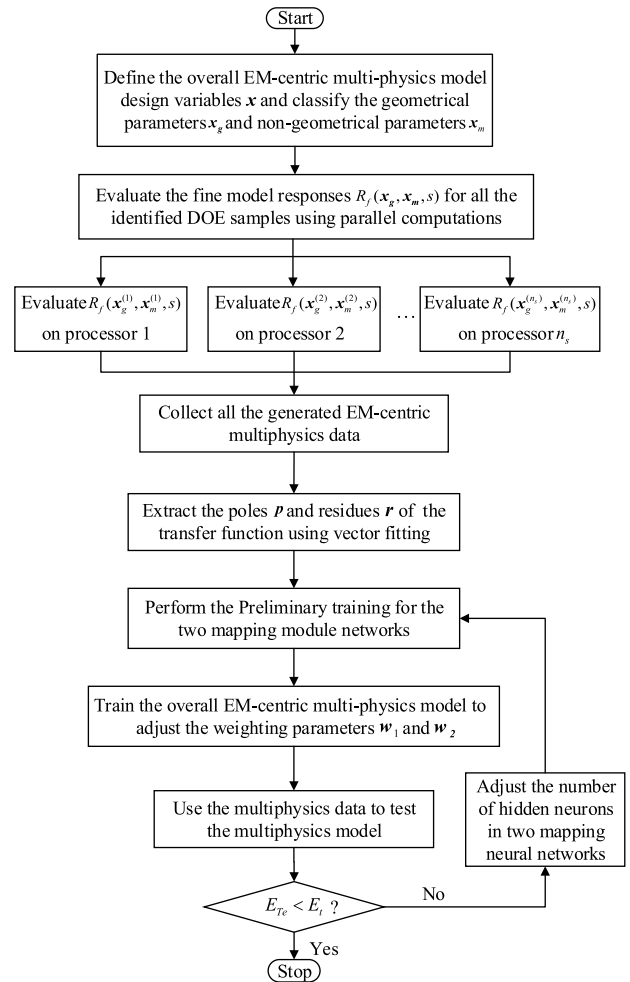 Start
Define the overall EM-centric multi-physics model
design variables x and classify the geometrical
parameters x_g and non-geometrical parameters x_m
Evaluate the fine model responses R_f(x_g, x_m, s) for all the
identified DOE samples using parallel computations
Evaluate R_f(x_g^(1), x_m^(1), s)
on processor 1
Evaluate R_f(x_g^(2), x_m^(2), s)
on processor 2
...
Evaluate R_f(x_g^(n_s), x_m^(n_s), s)
on processor n_s
Collect all the generated EM-centric
multiphysics data
Extract the poles p and residues r of the
transfer function using vector fitting
Perform the Preliminary training for the
two mapping module networks
Train the overall EM-centric multi-physics model to
adjust the weighting parameters w_1 and w_2
Use the multiphysics data to test
the multiphysics model
Adjust the number
of hidden neurons
in two mapping
neural networks
E_Te < E_t ?
No
Yes
Stop